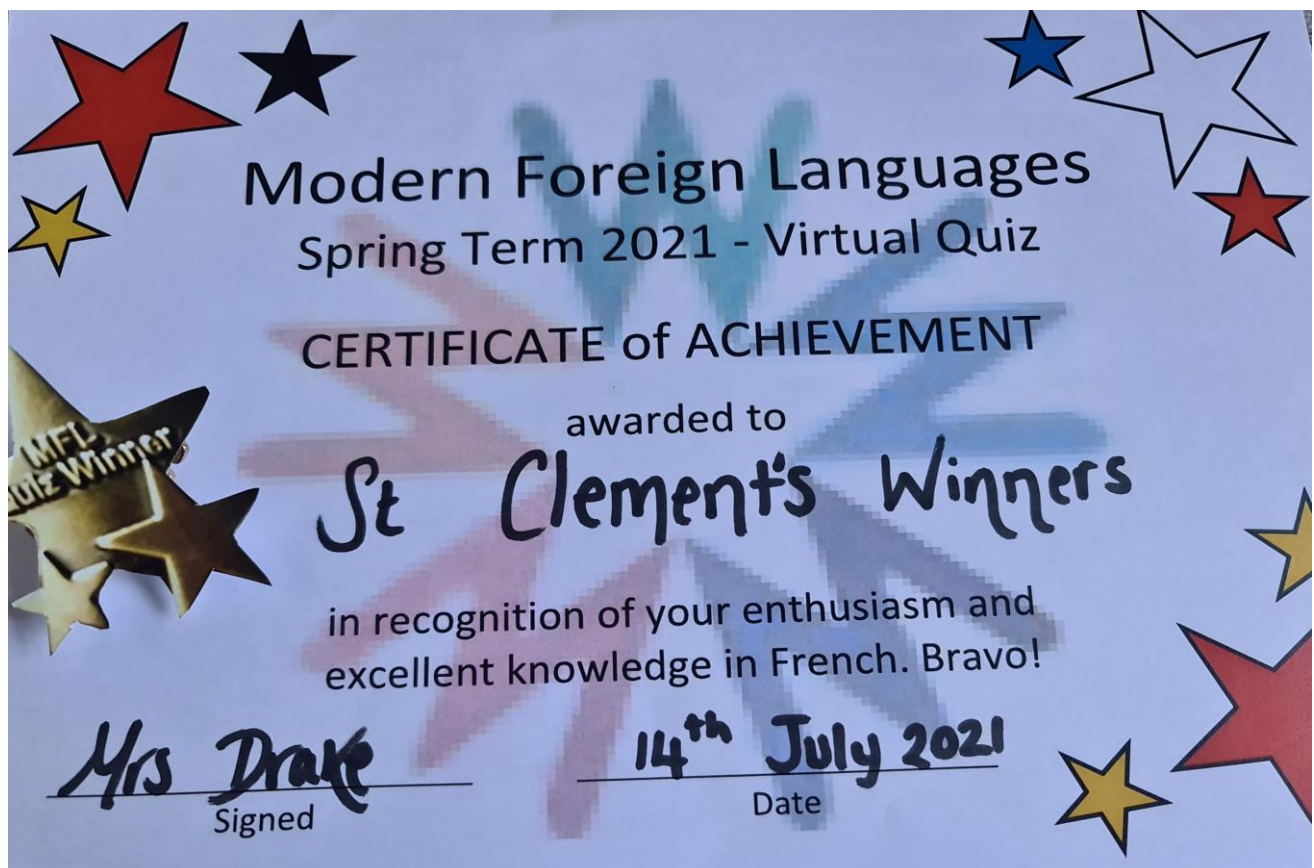 Modern Foreign Languages
Spring Term 2021 - Virtual Quiz
CERTIFICATE of ACHIEVEMENT
awarded to
St Clement's Winners
MFL
Quiz Winner
in recognition of your enthusiasm and
excellent knowledge in French. Bravo!
Mrs Drake 14th July 2021
Signed Date